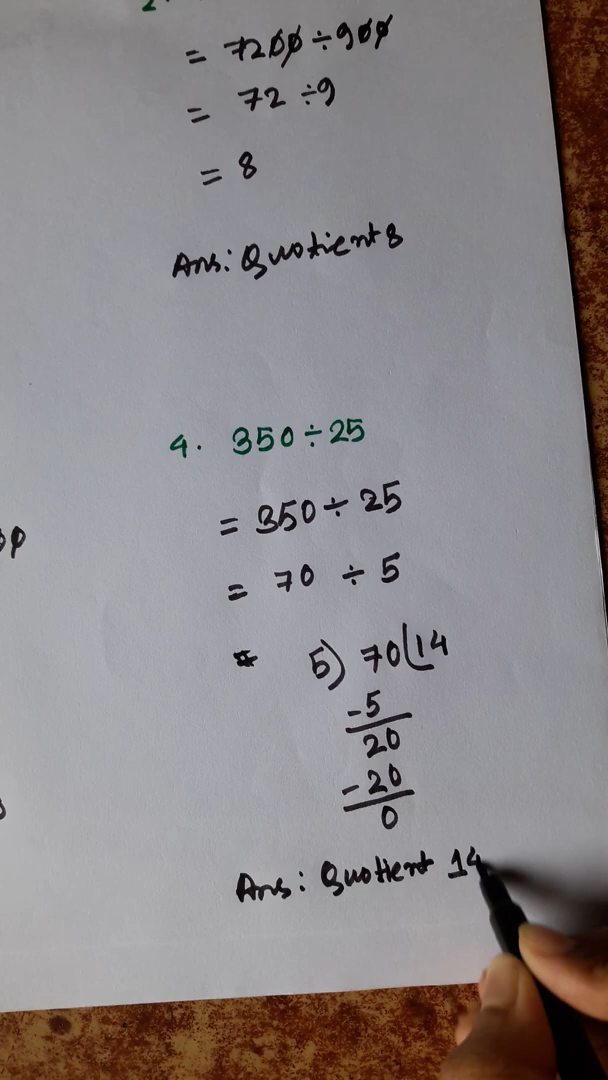 = 7200÷900
= 72 ÷9
= 8
Ans: Quotient 8
4. 350÷25
= 350÷ 25
= 70 ÷ 5
5) 70(14
-5
20
-20
0
Ans: Quotient 14